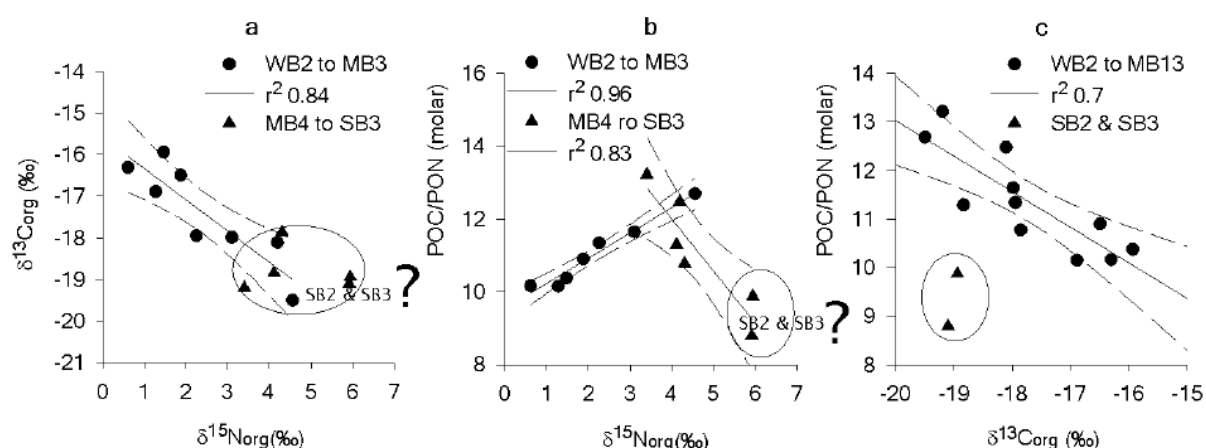 a
● WB2 to MB3
r² 0.84
▲ MB4 to SB3
-14
-15
-16
-17
-18
-19
-20
-21
δ¹³Corg (‰)
SB2 & SB3
?
0 1 2 3 4 5 6 7
δ¹⁵Norg(‰)
b
● WB2 to MB3
r² 0.96
▲ MB4 ro SB3
r² 0.83
16
14
12
10
8
POC/PON (molar)
SB2 & SB3
?
0 1 2 3 4 5 6 7
δ¹⁵Norg(‰)
c
● WB2 to MB13
r² 0.7
▲ SB2 & SB3
14
13
12
11
10
9
8
POC/PON (molar)
-20 -19 -18 -17 -16 -15
δ¹³Corg (‰)